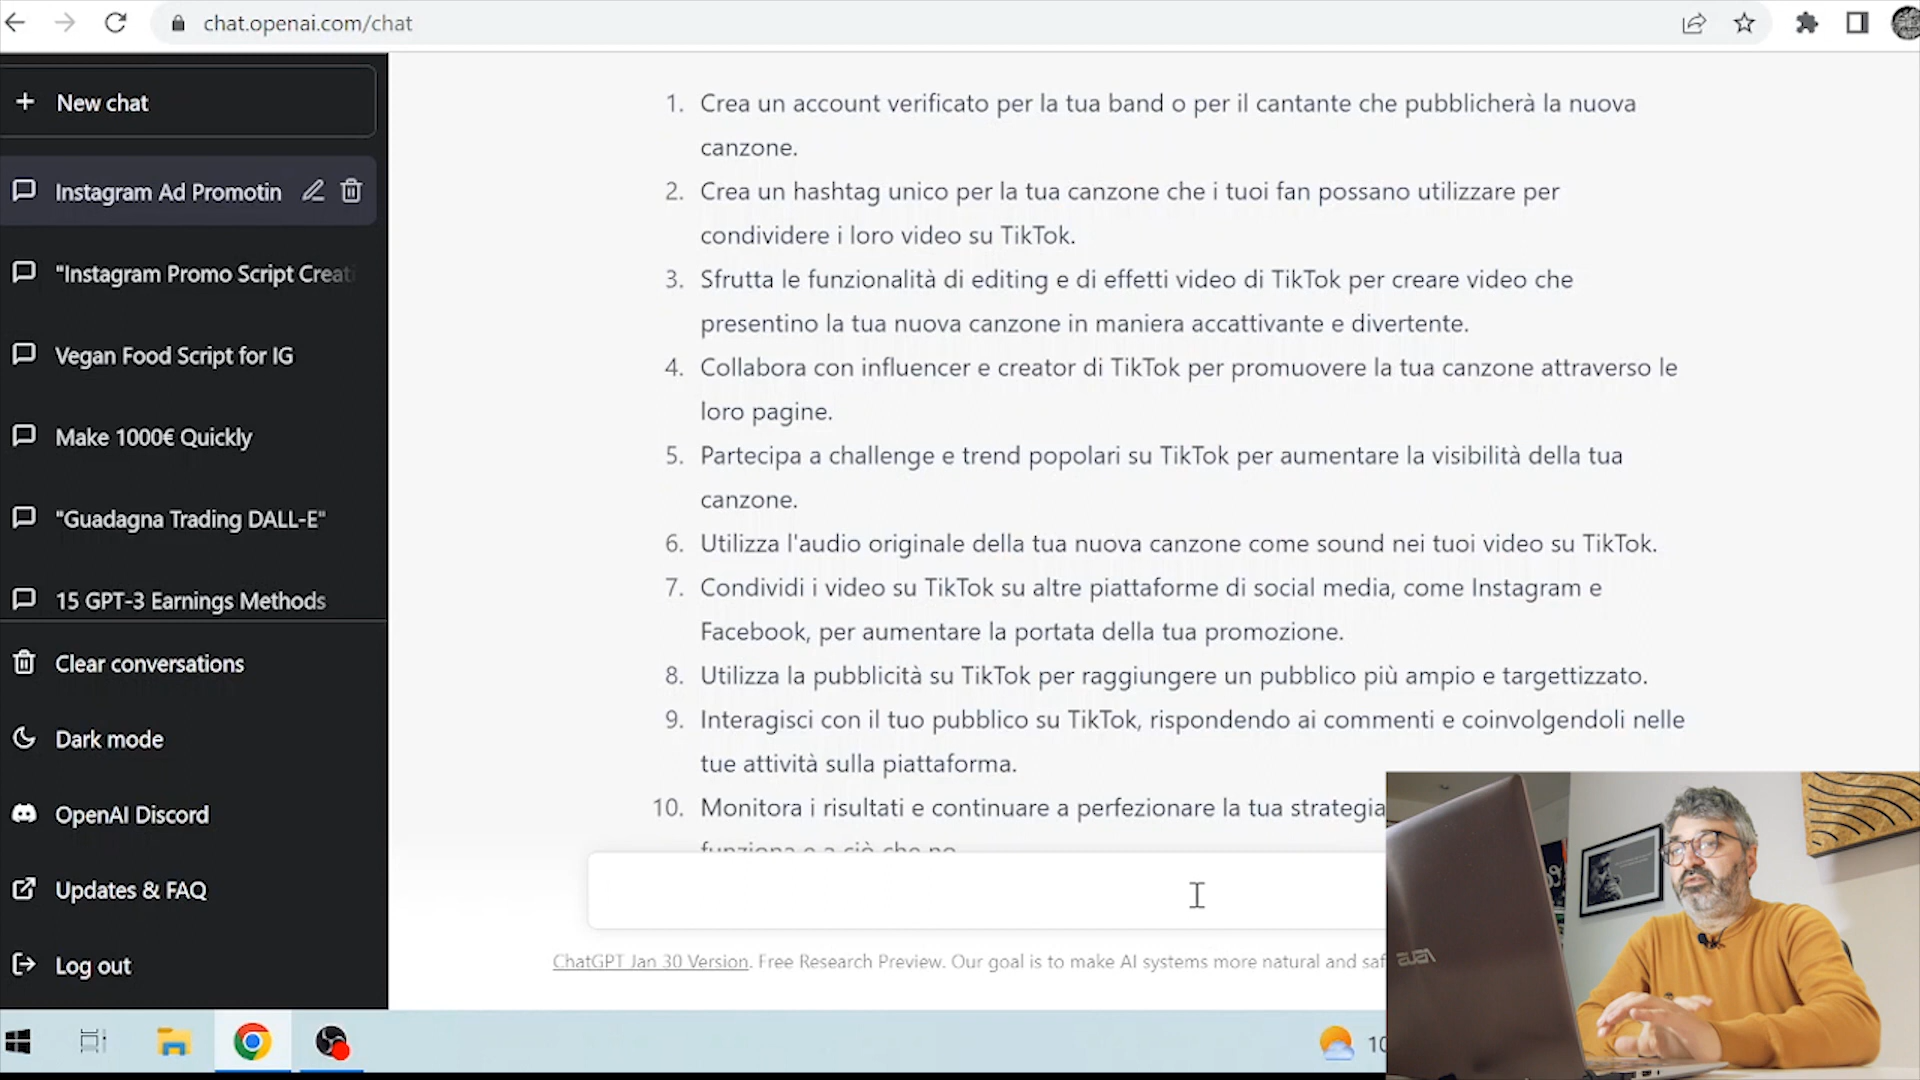 chat.openai.com/chat
New chat
Instagram Ad Promotin
"Instagram Promo Script Creati
Vegan Food Script for IG
Make 1000€ Quickly
"Guadagna Trading DALL-E"
15 GPT-3 Earnings Methods
Clear conversations
Dark mode
OpenAI Discord
Updates & FAQ
Log out
1. Crea un account verificato per la tua band o per il cantante che pubblicherà la nuova
canzone.
2. Crea un hashtag unico per la tua canzone che i tuoi fan possano utilizzare per
condividere i loro video su TikTok.
3. Sfrutta le funzionalità di editing e di effetti video di TikTok per creare video che
presentino la tua nuova canzone in maniera accattivante e divertente.
4. Collabora con influencer e creator di TikTok per promuovere la tua canzone attraverso le
loro pagine.
5. Partecipa a challenge e trend popolari su TikTok per aumentare la visibilità della tua
canzone.
6. Utilizza l'audio originale della tua nuova canzone come sound nei tuoi video su TikTok.
7. Condividi i video su TikTok su altre piattaforme di social media, come Instagram e
Facebook, per aumentare la portata della tua promozione.
8. Utilizza la pubblicità su TikTok per raggiungere un pubblico più ampio e targettizzato.
9. Interagisci con il tuo pubblico su TikTok, rispondendo ai commenti e coinvolgendoli nelle
tue attività sulla piattaforma.
10. Monitora i risultati e continuare a perfezionare la tua strategia
funziona e a ciò che no.
ChatGPT Jan 30 Version. Free Research Preview. Our goal is to make AI systems more natural and saf
10
ASUS